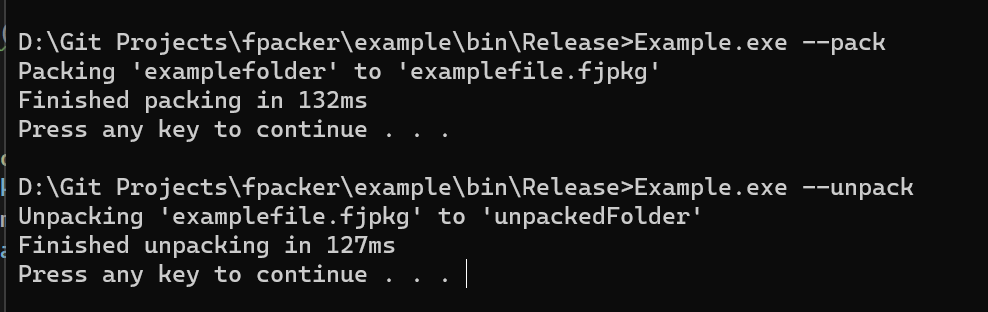 D:\Git Projects\fpacker\example\bin\Release>Example.exe --pack
Packing 'examplefolder' to 'examplefile.fjpkg'
Finished packing in 132ms
Press any key to continue . . .
D:\Git Projects\fpacker\example\bin\Release>Example.exe --unpack
Unpacking 'examplefile.fjpkg' to 'unpackedFolder'
Finished unpacking in 127ms
Press any key to continue . . .